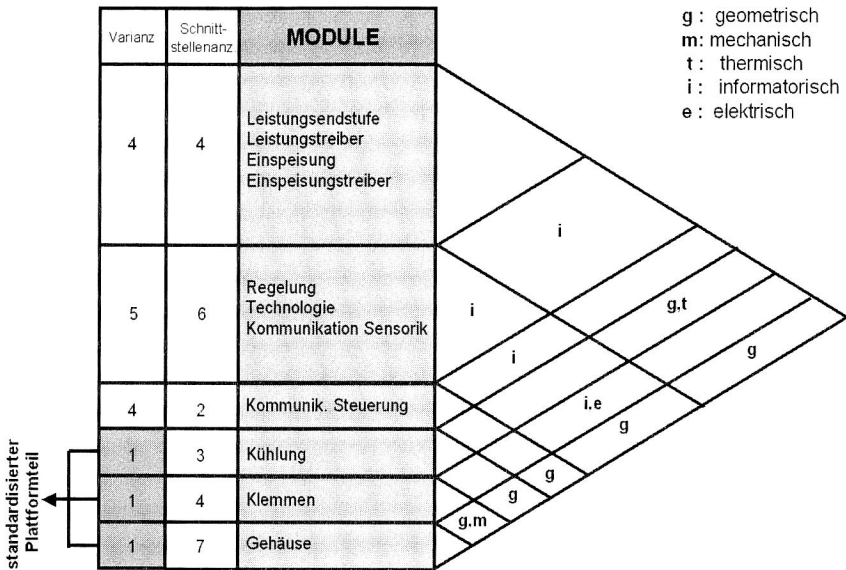 g : geometrisch
m: mechanisch
t : thermisch
i : informatorisch
e : elektrisch
Varianz
Schnitt-
stellenanz.
MODULE
4
4
Leistungsendstufe
Leistungstreiber
Einspeisung
Einspeisungstreiber
i
5
6
Regelung
Technologie
Kommunikation Sensorik
i
i
g,t
g
4
2
Kommunik. Steuerung
i,e
g
1
3
Kühlung
g
1
4
Klemmen
g
1
7
Gehäuse
g,m
standardisierter
Plattformteil